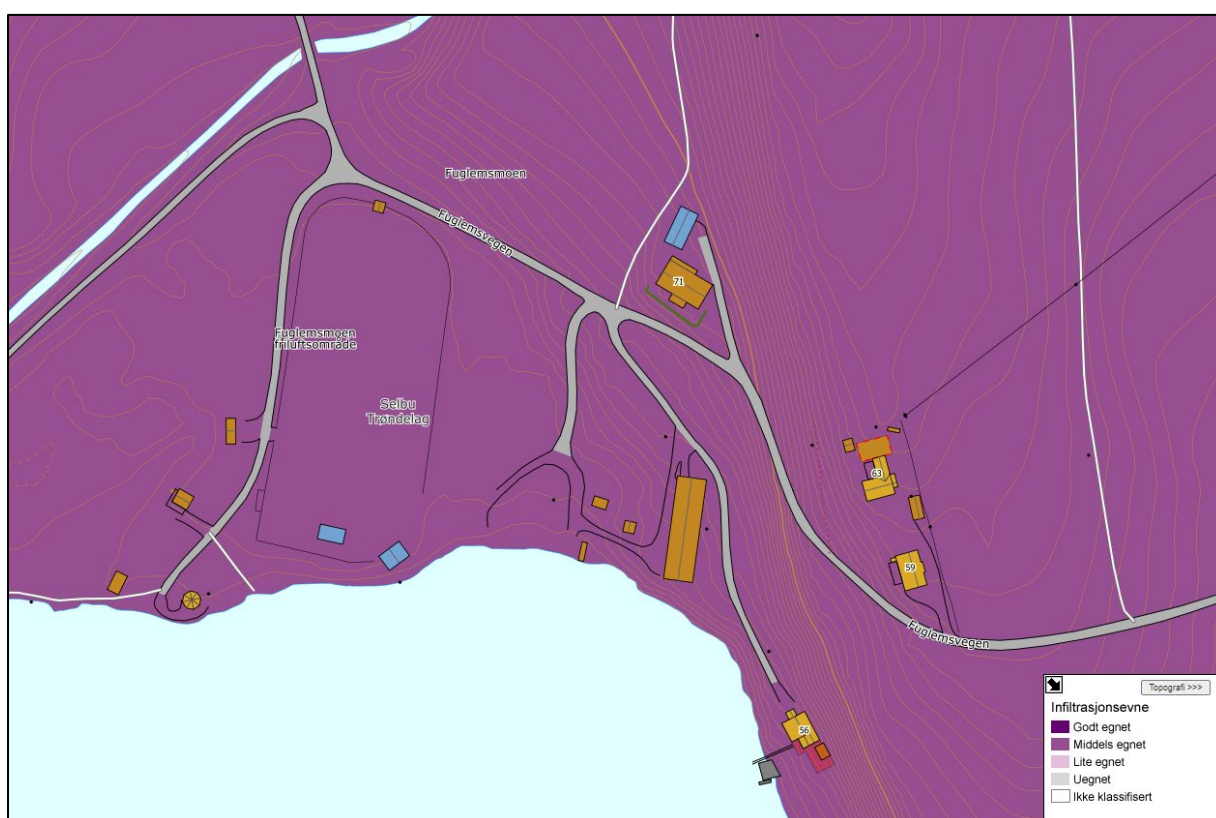 Fuglemsmoen
Fuglemsvegen
71
Fuglemsmoen
friluftsområde
Selbu
Trøndelag
63
59
Fuglemsvegen
56
Topografi >>>
Infiltrasjonsevne
Godt egnet
Middels egnet
Lite egnet
Uegnet
Ikke klassifisert